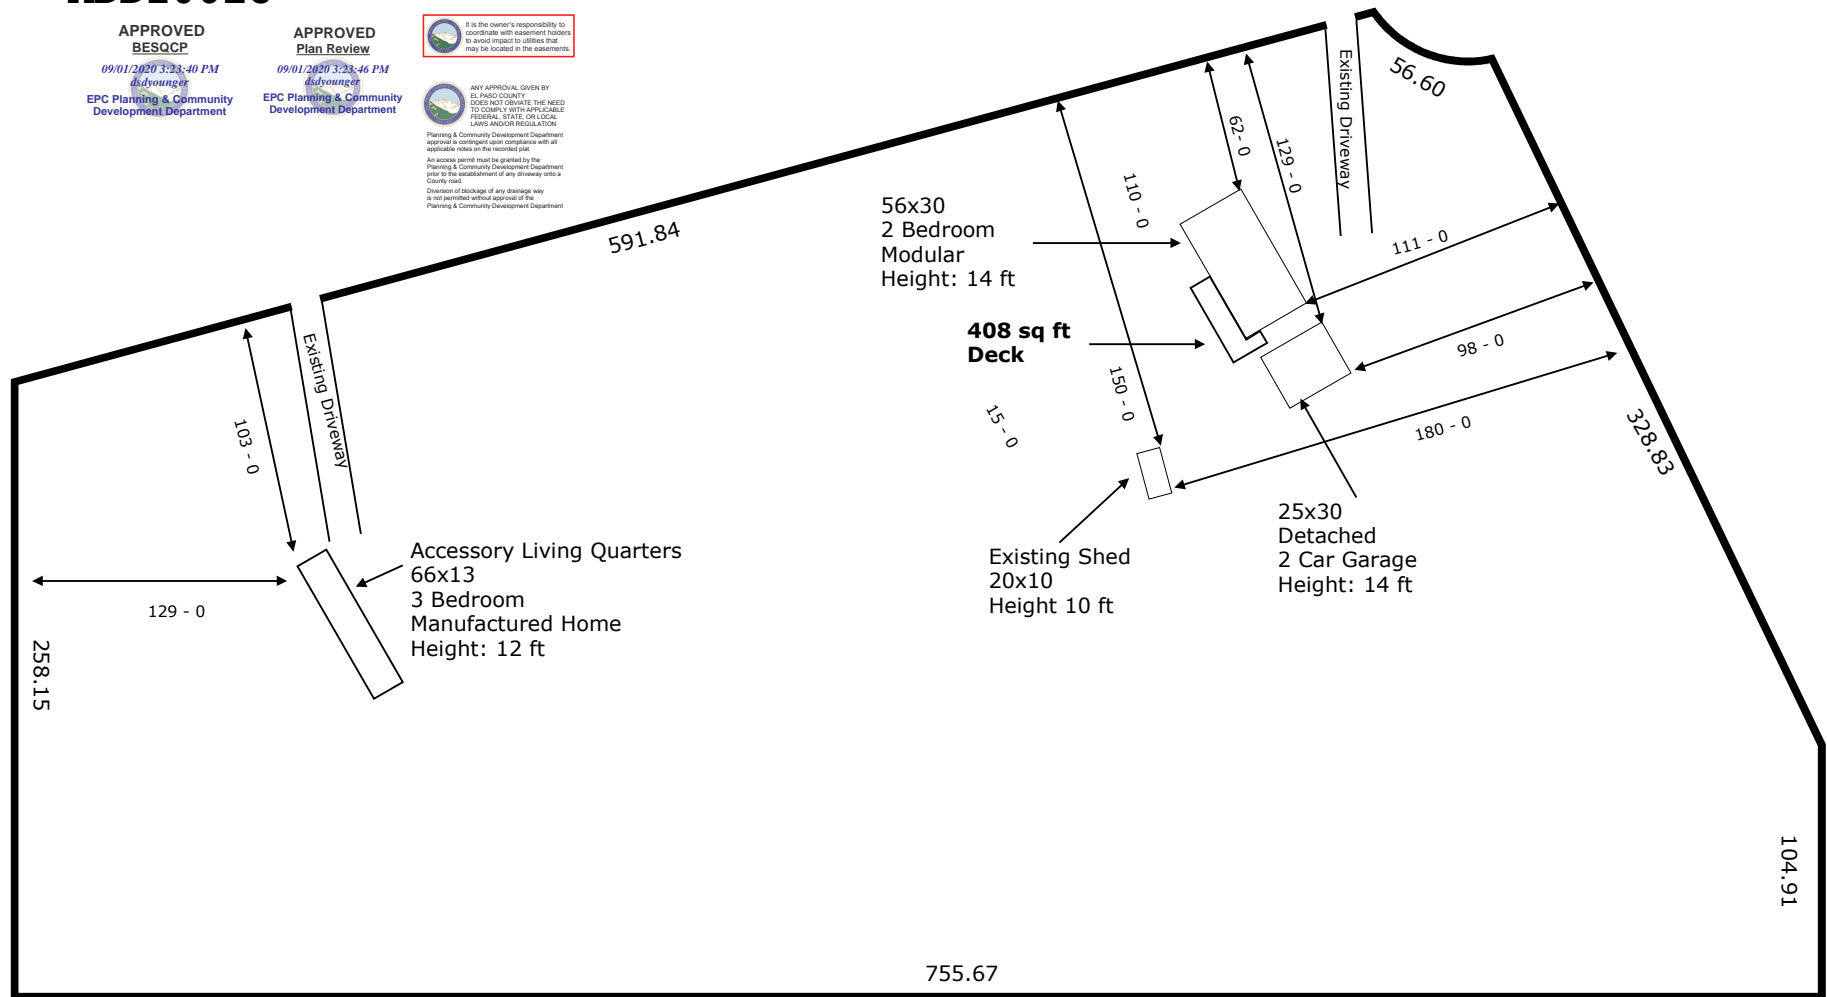 APPROVED
BESQCP
09/01/2020 3:23:40 PM
dsdyounger
EPC Planning & Community
Development Department
APPROVED
Plan Review
09/01/2020 3:23:46 PM
dsdyounger
EPC Planning & Community
Development Department
It is the owner's responsibility to
coordinate with easement holders
to avoid impact to utilities that
may be located in the easements.
ANY APPROVAL GIVEN BY
EL PASO COUNTY
DOES NOT OBVIATE THE NEED
TO COMPLY WITH APPLICABLE
FEDERAL, STATE, OR LOCAL
LAWS AND/OR REGULATION
Planning & Community Development Department
approval is contingent upon compliance with all
applicable notes on the recorded plat.
An access permit must be granted by the
Planning & Community Development Department
prior to the establishment of any driveway onto a
County road.
Diversion of blockage of any drainage way
is not permitted without approval of the
Planning & Community Development Department
591.84
56.60
Existing Driveway
62- 0
129 - 0
110 - 0
56x30
2 Bedroom
Modular
Height: 14 ft
111 - 0
408 sq ft
Deck
98 - 0
150 - 0
15 - 0
180 - 0
328.83
Existing Driveway
103 - 0
25x30
Detached
2 Car Garage
Height: 14 ft
Existing Shed
20x10
Height 10 ft
Accessory Living Quarters
66x13
3 Bedroom
Manufactured Home
Height: 12 ft
129 - 0
258.15
104.91
755.67